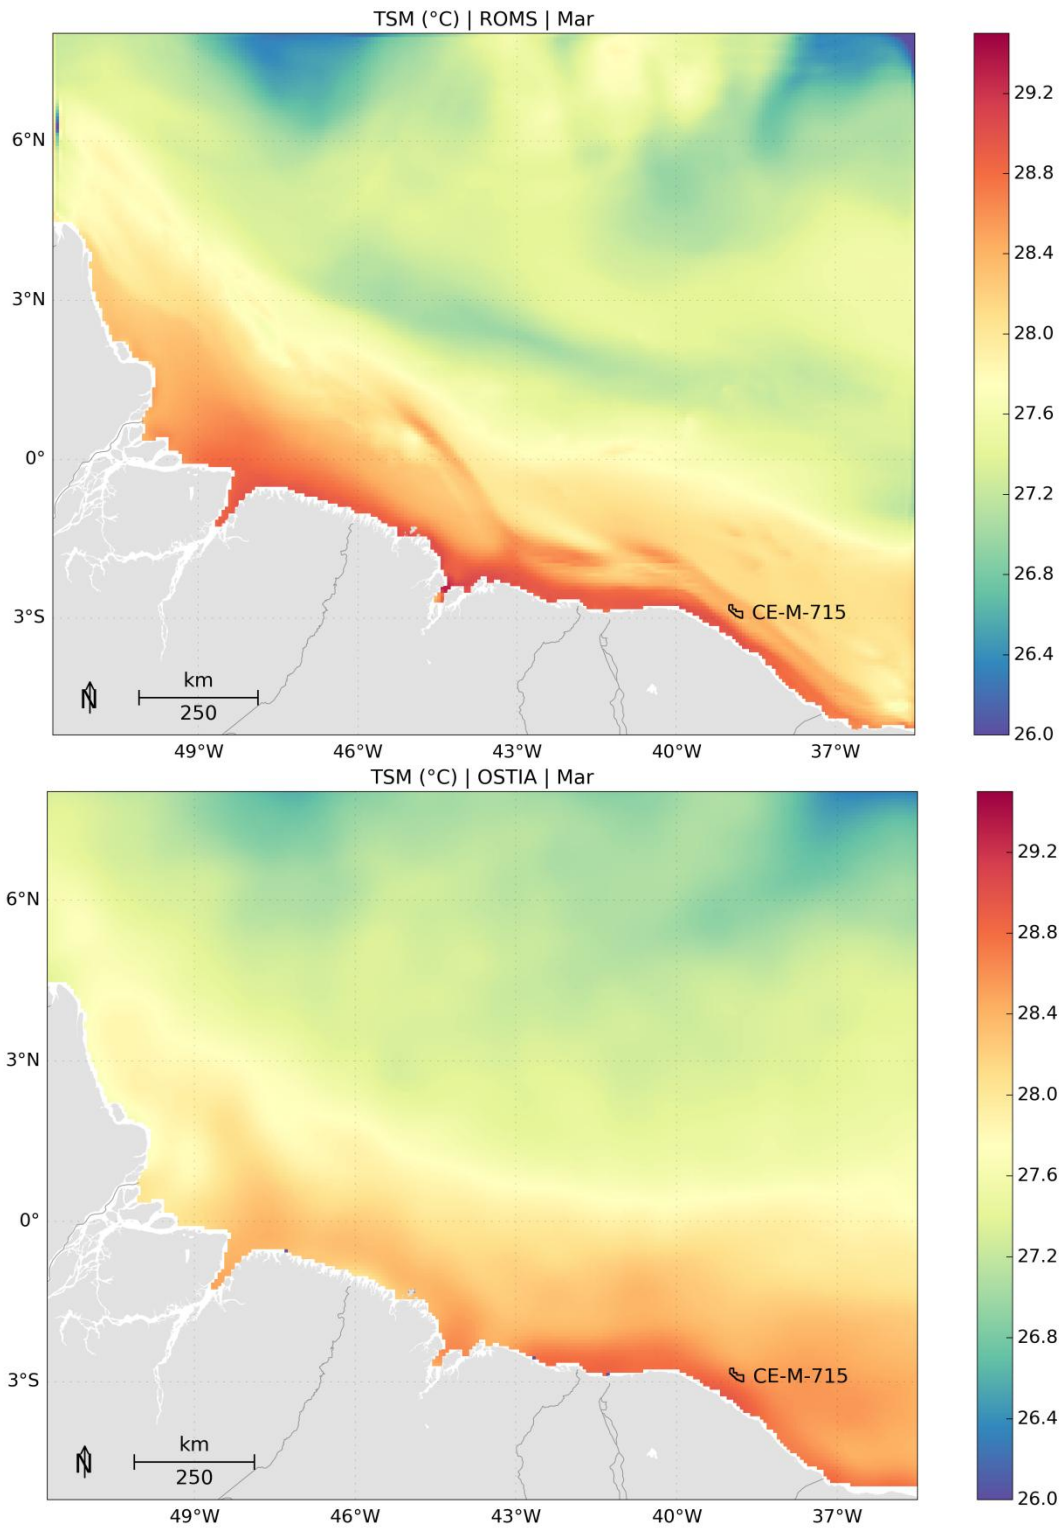 TSM (°C) | ROMS | Mar
29.2
6°N
28.8
28.4
3°N
28.0
27.6
0°
27.2
26.8
3°S
CE-M-715
26.4
km
N
250
26.0
49°W 46°W 43°W 40°W 37°W
TSM (°C) | OSTIA | Mar
29.2
6°N
28.8
28.4
3°N
28.0
27.6
0°
27.2
26.8
3°S
CE-M-715
26.4
km
N
250
26.0
49°W 46°W 43°W 40°W 37°W